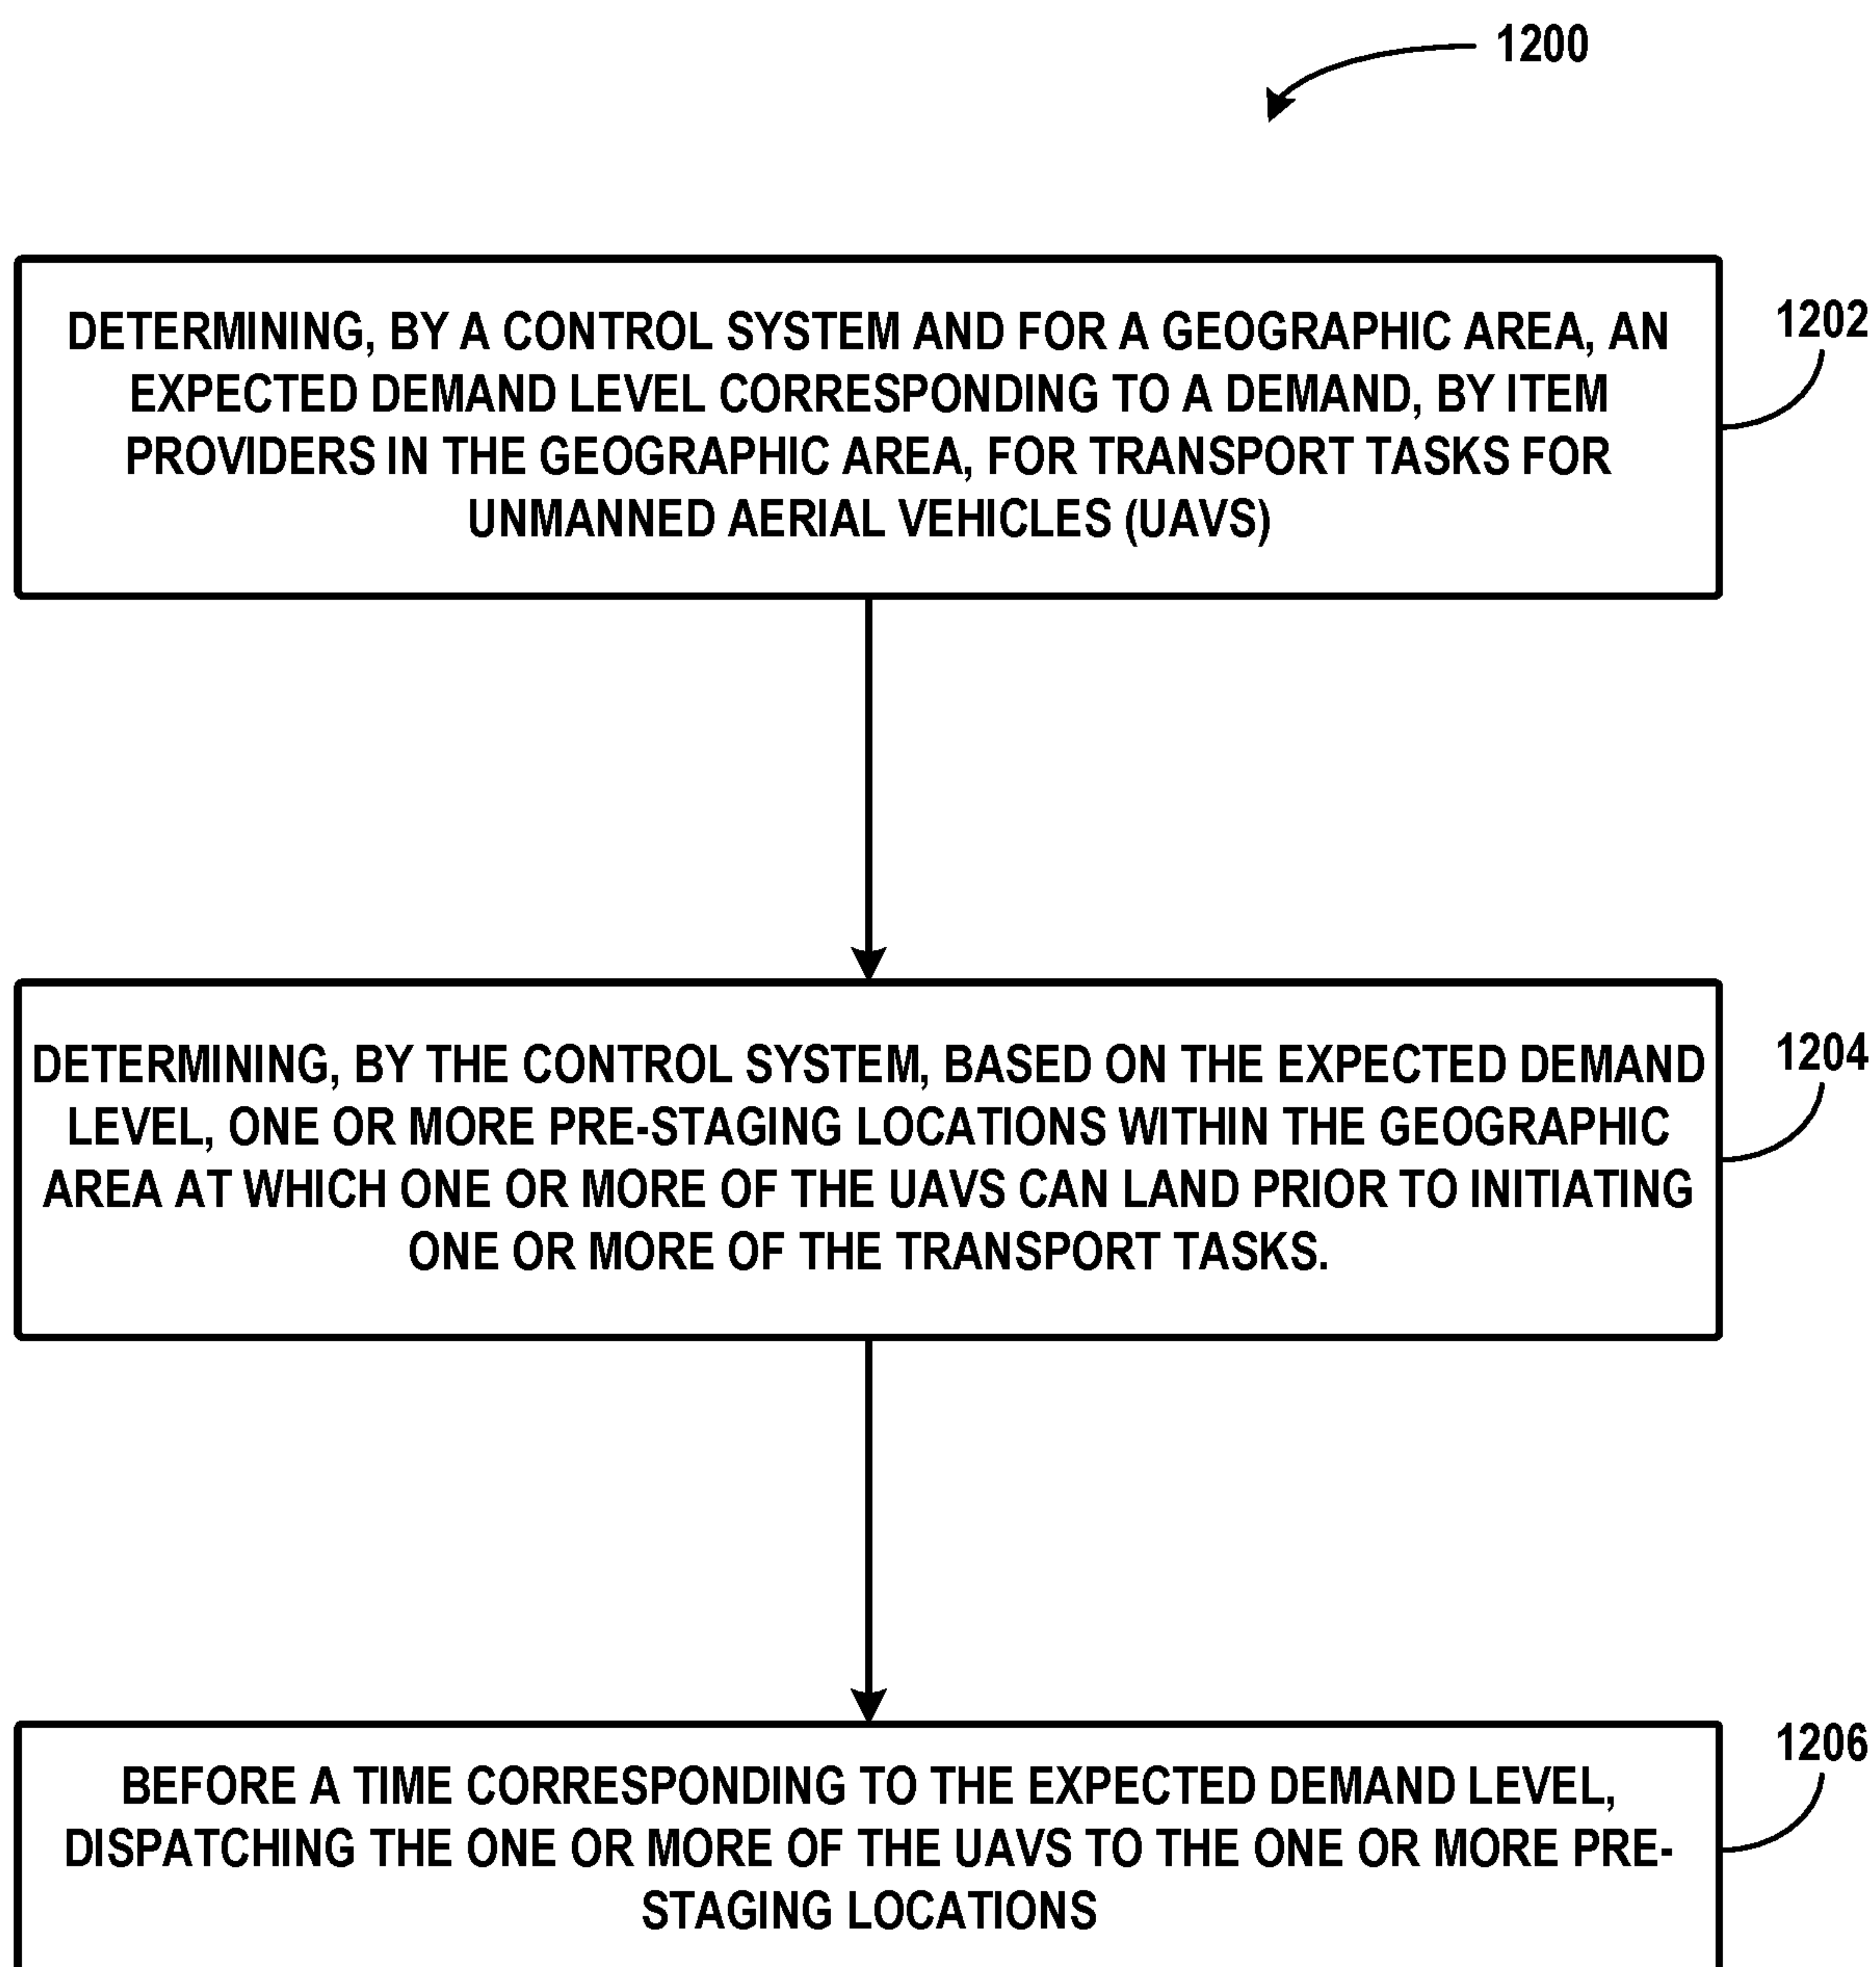 1200
DETERMINING, BY A CONTROL SYSTEM AND FOR A GEOGRAPHIC AREA, AN
EXPECTED DEMAND LEVEL CORRESPONDING TO A DEMAND, BY ITEM
PROVIDERS IN THE GEOGRAPHIC AREA, FOR TRANSPORT TASKS FOR
UNMANNED AERIAL VEHICLES (UAVS)
1202
DETERMINING, BY THE CONTROL SYSTEM, BASED ON THE EXPECTED DEMAND
LEVEL, ONE OR MORE PRE-STAGING LOCATIONS WITHIN THE GEOGRAPHIC
AREA AT WHICH ONE OR MORE OF THE UAVS CAN LAND PRIOR TO INITIATING
ONE OR MORE OF THE TRANSPORT TASKS.
1204
BEFORE A TIME CORRESPONDING TO THE EXPECTED DEMAND LEVEL,
DISPATCHING THE ONE OR MORE OF THE UAVS TO THE ONE OR MORE PRE-
STAGING LOCATIONS
1206